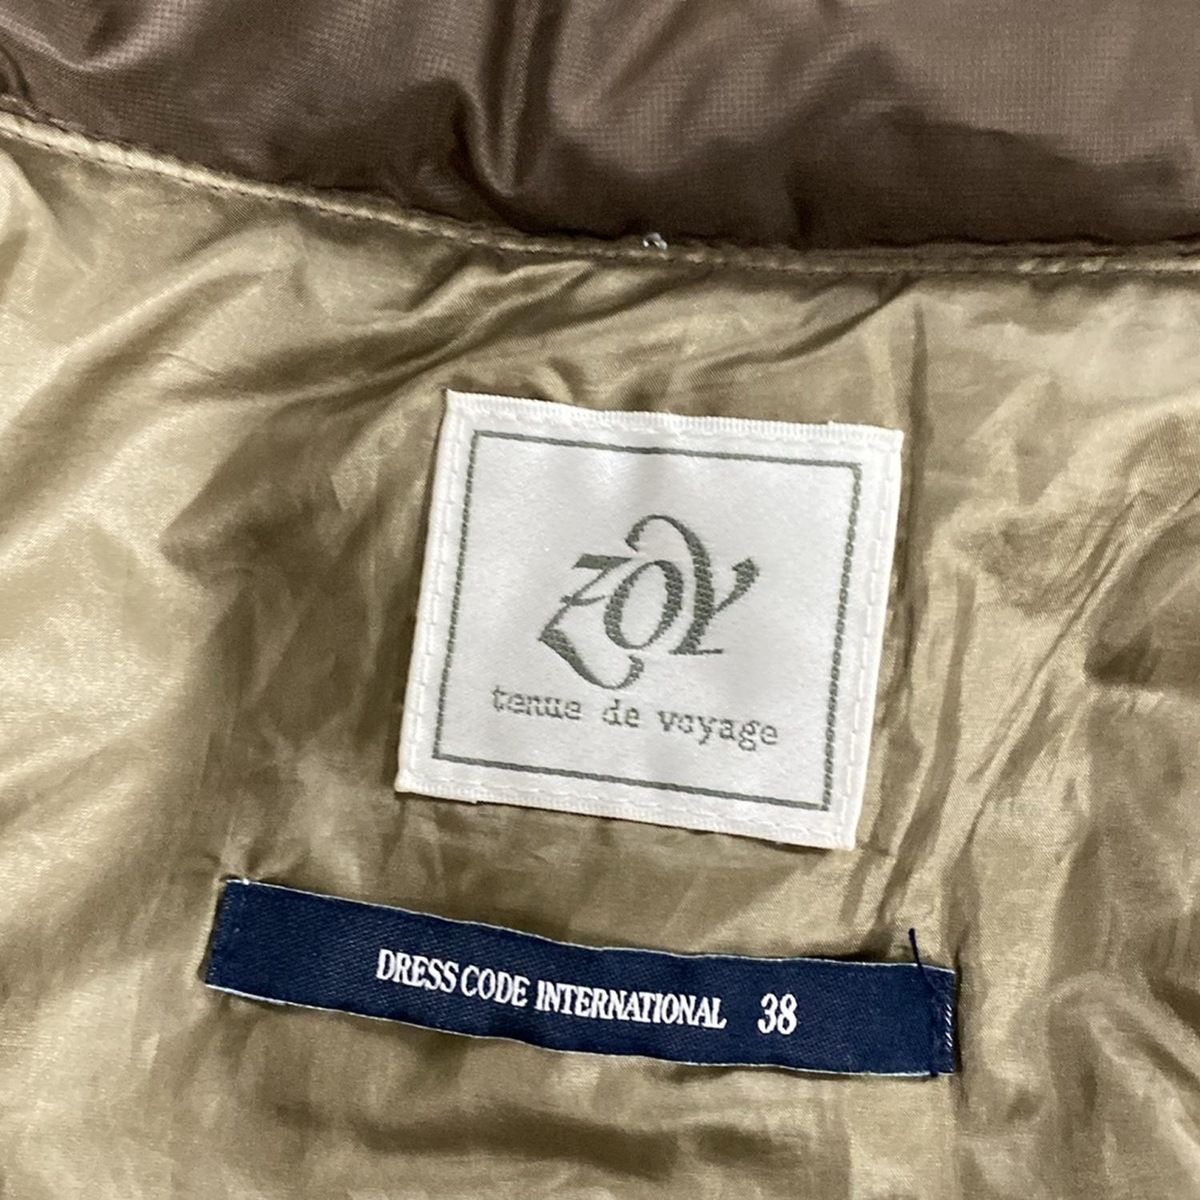 ZOY
tenue de voyage
DRESS CODE INTERNATIONAL 38